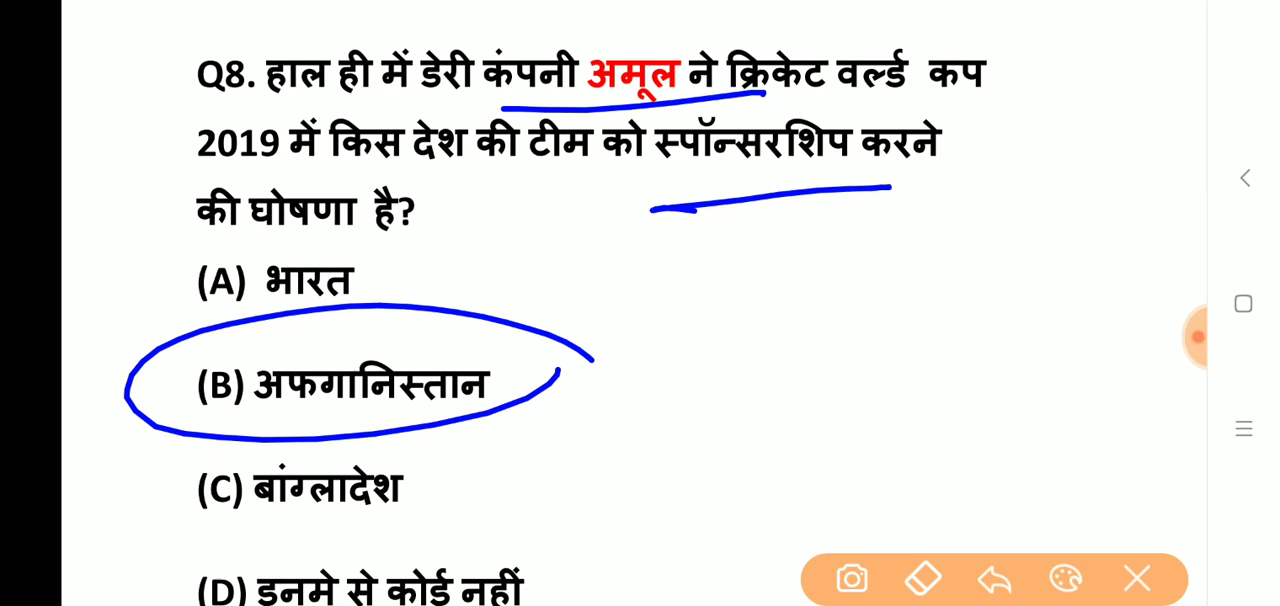 Q8. हाल ही में डेरी कंपनी अमूल ने क्रिकेट वर्ल्ड कप
2019 में किस देश की टीम को स्पॉन्सरशिप करने
की घोषणा है?
(A) भारत
(B) अफगानिस्तान
(C) बांग्लादेश
(D) इनमे से कोई नहीं